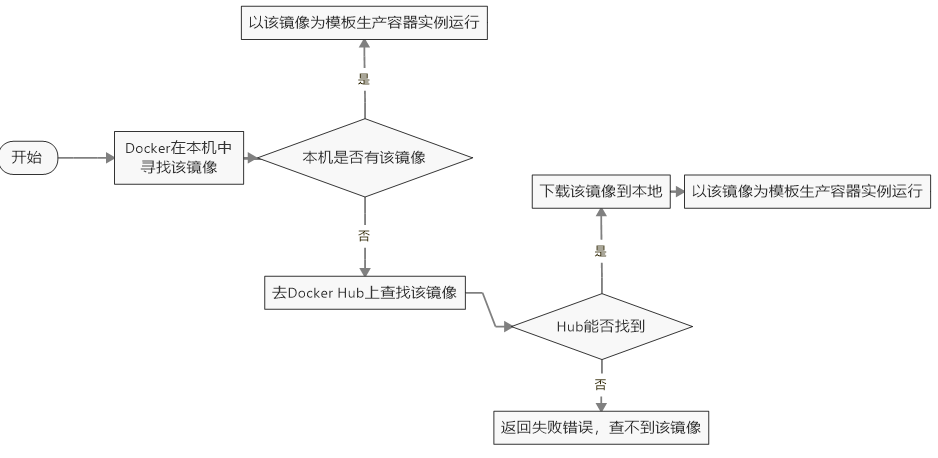 以该镜像为模板生产容器实例运行
是
开始
Docker在本机中
寻找该镜像
本机是否有该镜像
否
去Docker Hub上查找该镜像
Hub能否找到
是
下载该镜像到本地
以该镜像为模板生产容器实例运行
否
返回失败错误，查不到该镜像